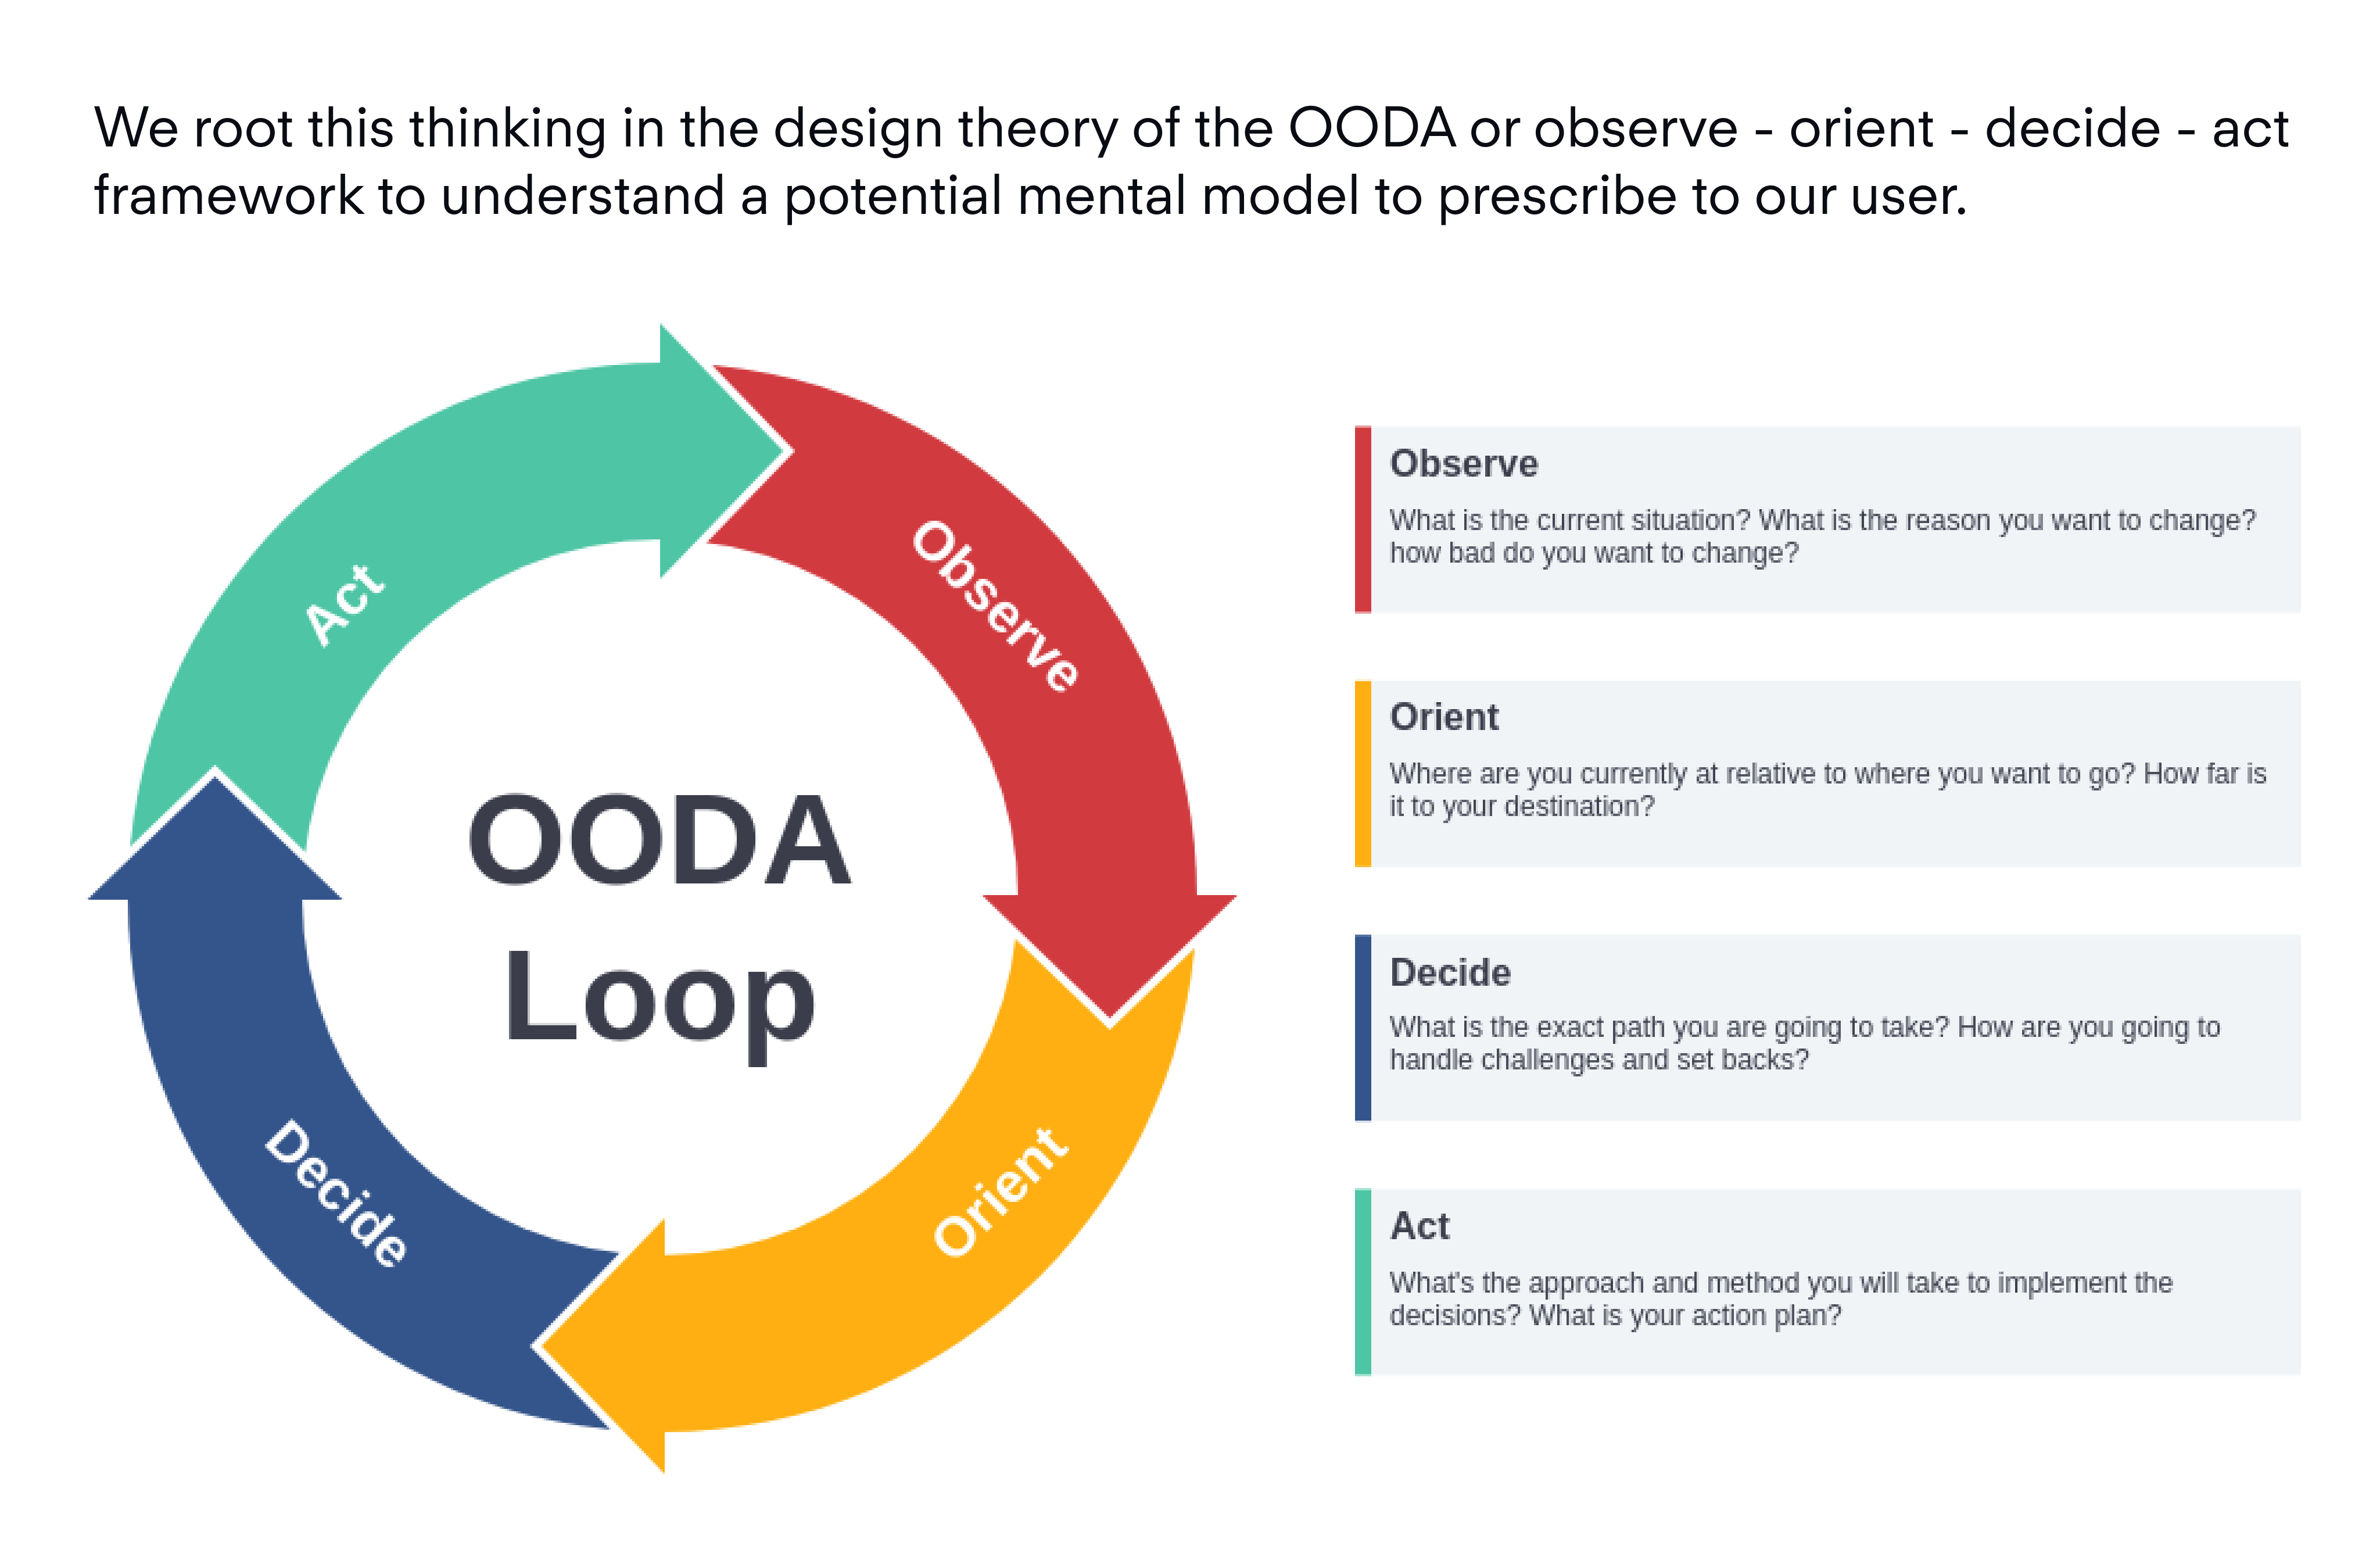 We root this thinking in the design theory of the OODA or observe - orient - decide - act
framework to understand a potential mental model to prescribe to our user.
Act
Observe
OODA
Loop
Decide
Orient
Observe
What is the current situation? What is the reason you want to change?
how bad do you want to change?
Orient
Where are you currently at relative to where you want to go? How far is
it to your destination?
Decide
What is the exact path you are going to take? How are you going to
handle challenges and set backs?
Act
What's the approach and method you will take to implement the
decisions? What is your action plan?